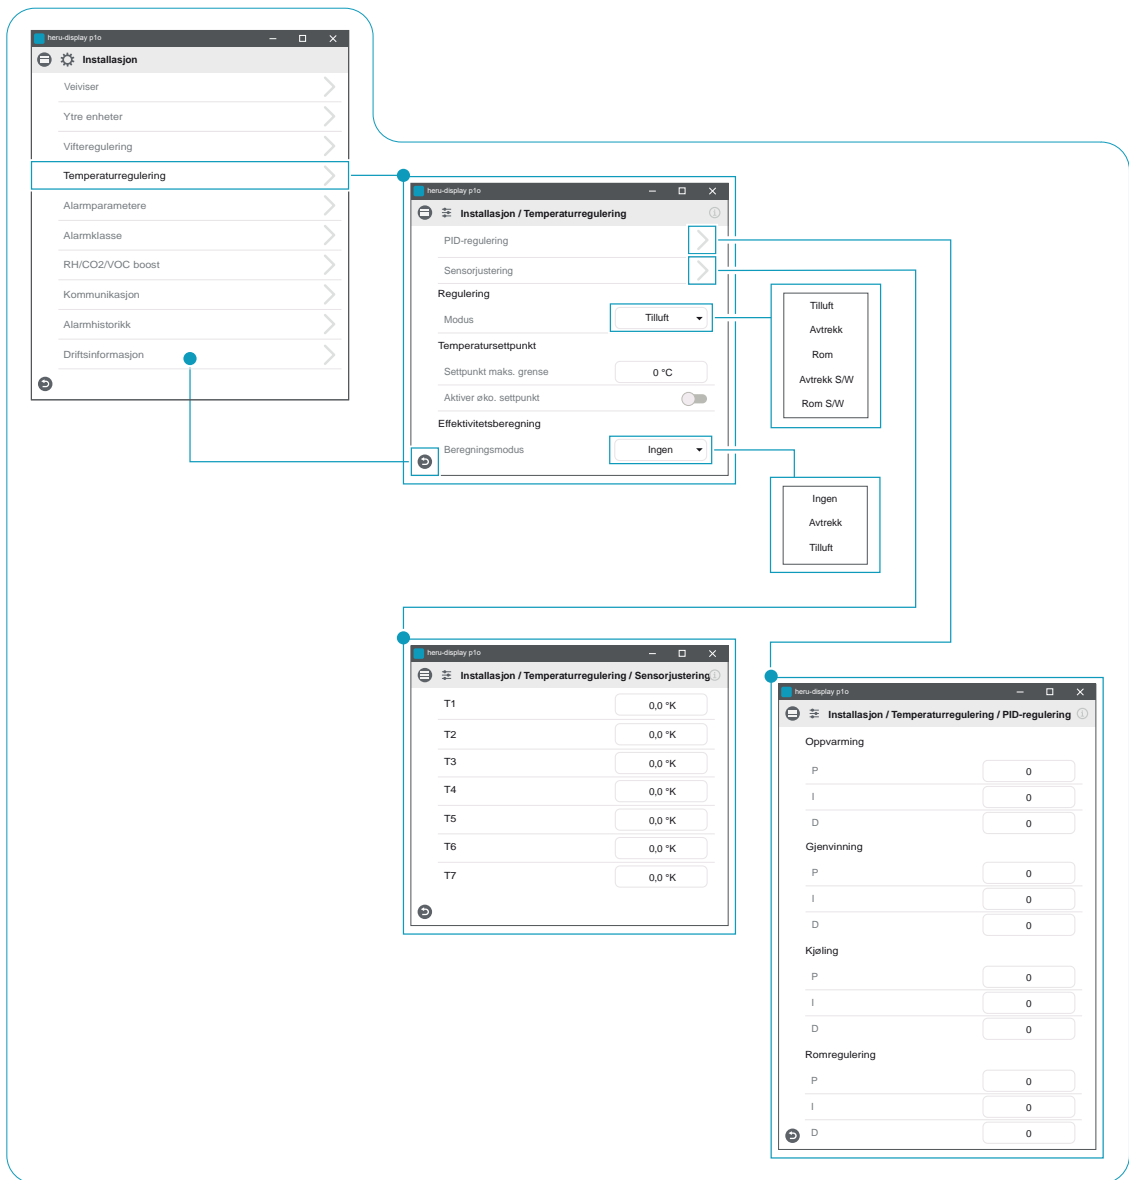 heru-display p1o
Installasjon
Veiviser
Ytre enheter
Vifteregulering
Temperaturregulering
Alarmparametere
Alarmklasse
RH/CO2/VOC boost
Kommunikasjon
Alarmhistorikk
Driftsinformasjon
heru-display p1o
Installasjon / Temperaturregulering
PID-regulering
Sensorjustering
Regulering
Modus Tilluft
Temperatursettpunkt
Settpunkt maks. grense 0 °C
Aktiver øko. settpunkt
Effektivitetsberegning
Beregningsmodus Ingen
Tilluft
Avtrekk
Rom
Avtrekk S/W
Rom S/W
Ingen
Avtrekk
Tilluft
heru-display p1o
Installasjon / Temperaturregulering / Sensorjustering
T1 0,0 °K
T2 0,0 °K
T3 0,0 °K
T4 0,0 °K
T5 0,0 °K
T6 0,0 °K
T7 0,0 °K
heru-display p1o
Installasjon / Temperaturregulering / PID-regulering
Oppvarming
P 0
I 0
D 0
Gjenvinning
P 0
I 0
D 0
Kjøling
P 0
I 0
D 0
Romregulering
P 0
I 0
D 0